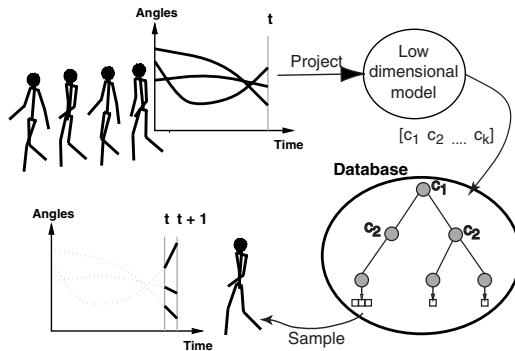 Angles
t
Project
Low
dimensional
model
Time
[c1 c2 .... ck]
Database
c1
c2
c2
Angles
t t + 1
Time
Sample